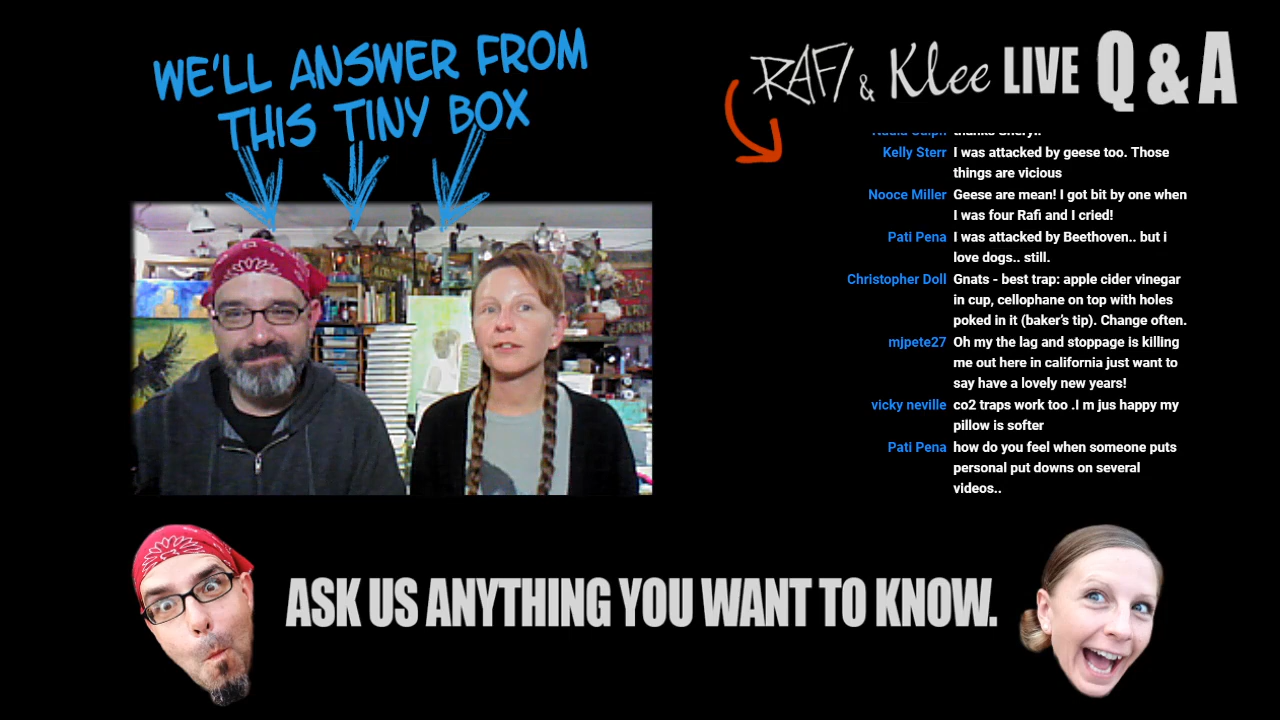 WE'LL ANSWER FROM
THIS TINY BOX
RAFI & Klee LIVE Q & A
thanks Sheryl!
Kelly Sterr I was attacked by geese too. Those
things are vicious
Nooce Miller Geese are mean! I got bit by one when
I was four Rafi and I cried!
Pati Pena I was attacked by Beethoven.. but i
love dogs.. still.
Christopher Doll Gnats - best trap: apple cider vinegar
in cup, cellophane on top with holes
poked in it (baker's tip). Change often.
mjpete27 Oh my the lag and stoppage is killing
me out here in california just want to
say have a lovely new years!
vicky neville co2 traps work too .I m jus happy my
pillow is softer
Pati Pena how do you feel when someone puts
personal put downs on several
videos..
ASK US ANYTHING YOU WANT TO KNOW.